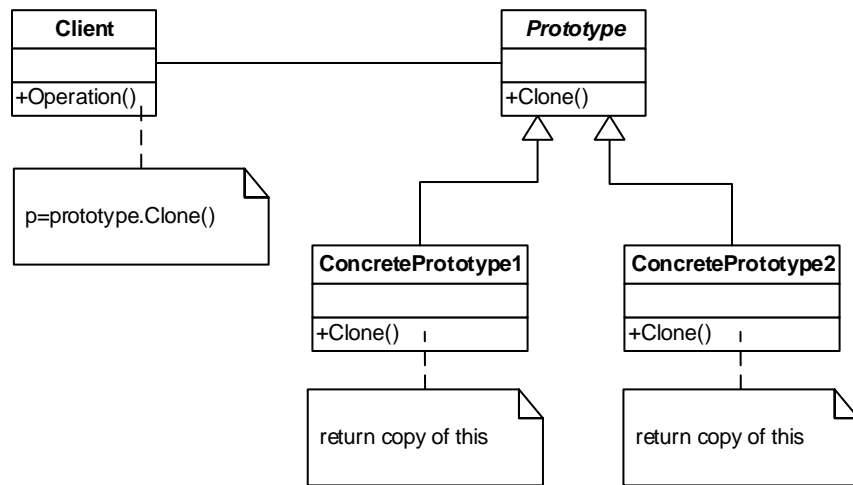 Client
Prototype
+Operation()
+Clone()
p=prototype.Clone()
ConcretePrototype1
ConcretePrototype2
+Clone()
+Clone()
return copy of this
return copy of this